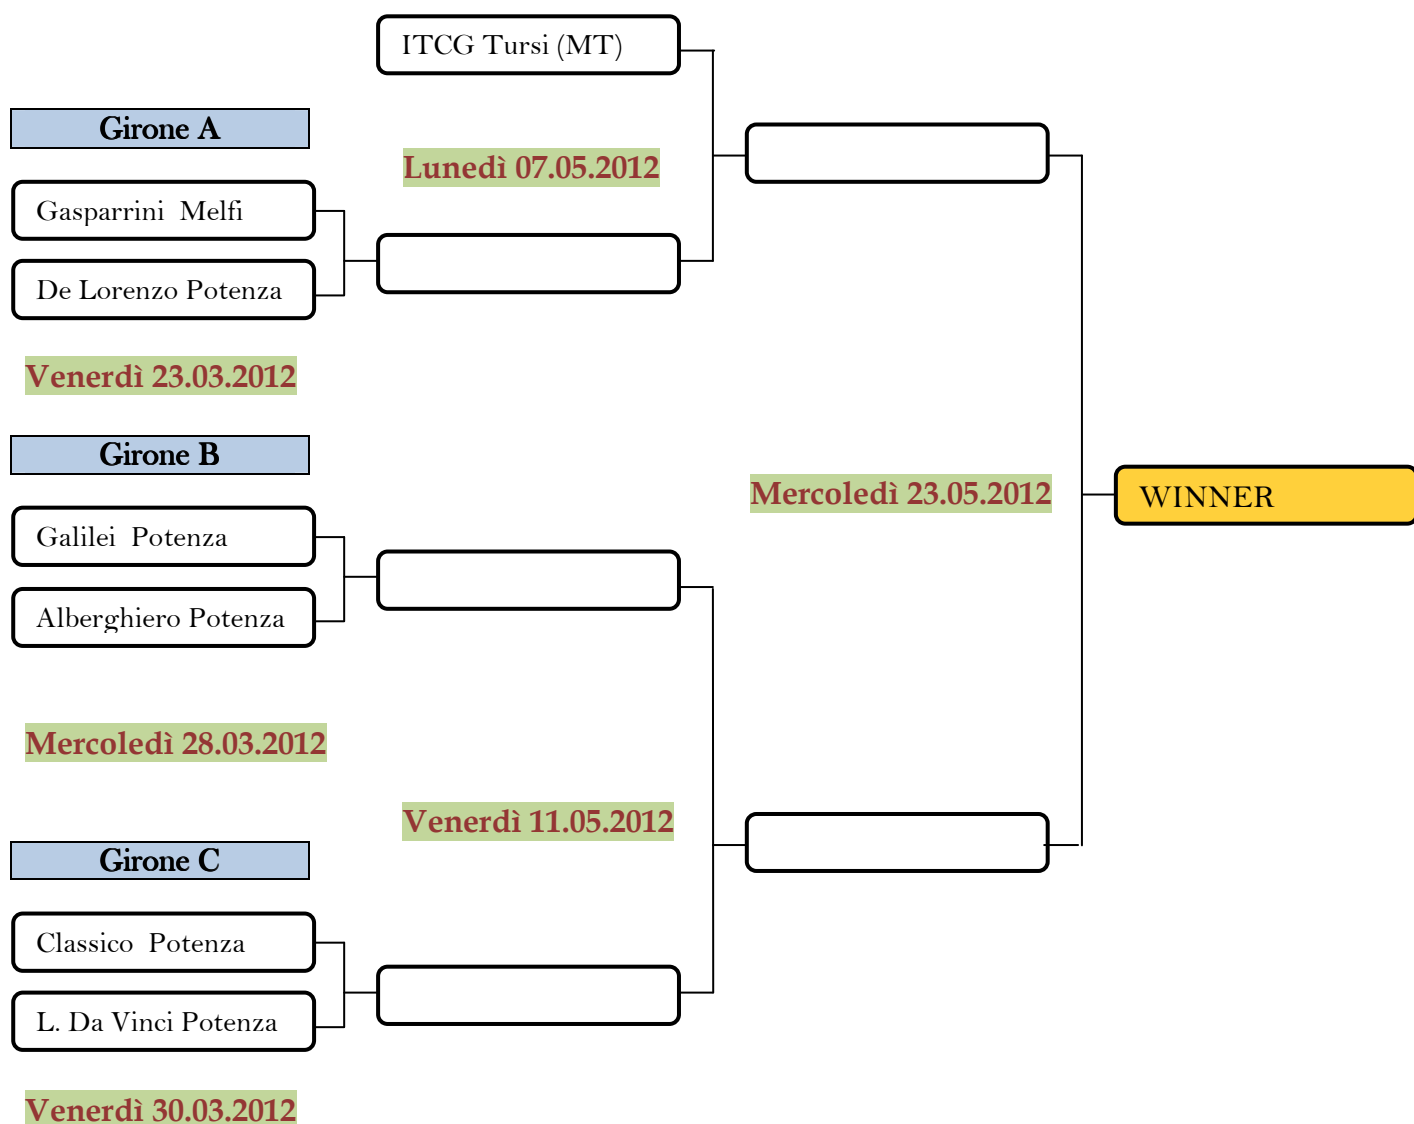 ITCG Tursi (MT)
Girone A
Lunedì 07.05.2012
Gasparrini Melfi
De Lorenzo Potenza
Venerdì 23.03.2012
Girone B
Mercoledì 23.05.2012
WINNER
Galilei Potenza
Alberghiero Potenza
Mercoledì 28.03.2012
Venerdì 11.05.2012
Girone C
Classico Potenza
L. Da Vinci Potenza
Venerdì 30.03.2012